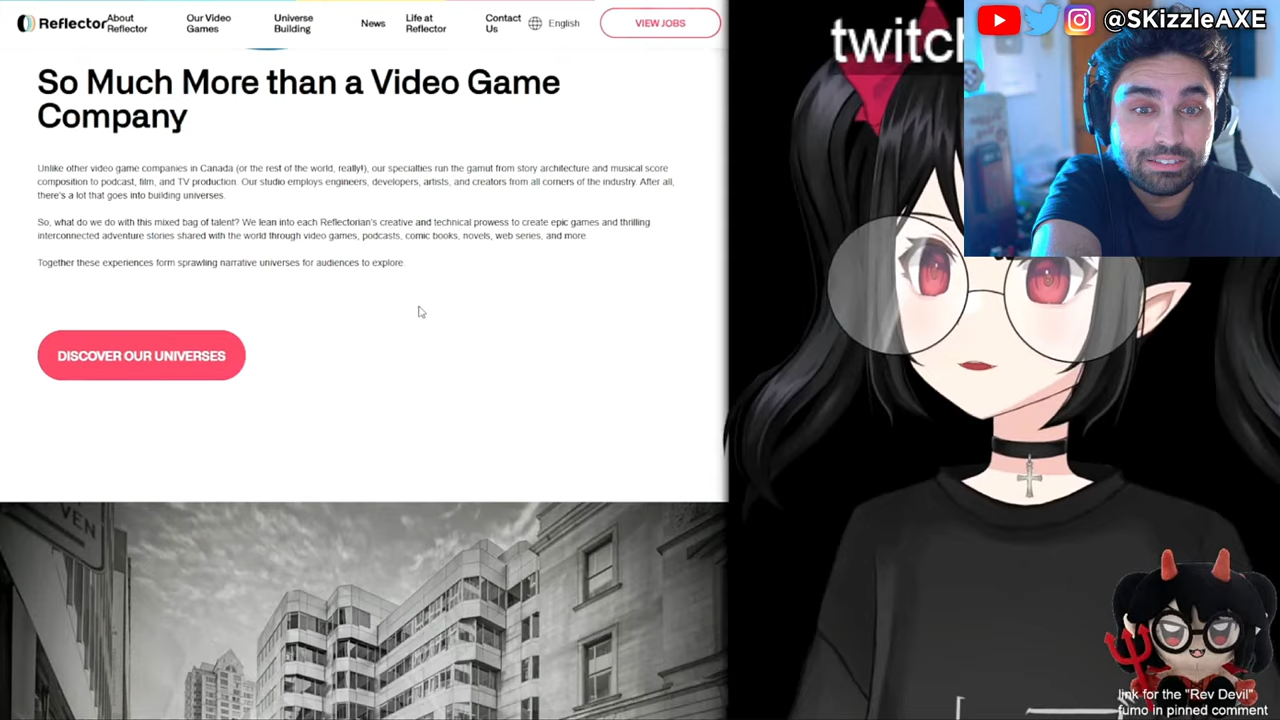 Reflector
About
Reflector
Our Video
Games
Universe
Building
News
Life at
Reflector
Contact
Us
English
VIEW JOBS
So Much More than a Video Game
Company
Unlike other video game companies in Canada (or the rest of the world, really!), our specialties run the gamut from story architecture and musical score
composition to podcast, film, and TV production. Our studio employs engineers, developers, artists, and creators from all corners of the industry. After all,
there's a lot that goes into building universes.
So, what do we do with this mixed bag of talent? We lean into each Reflectorian's creative and technical prowess to create epic games and thrilling
interconnected adventure stories shared with the world through video games, podcasts, comic books, novels, web series, and more
Together these experiences form sprawling narrative universes for audiences to explore
DISCOVER OUR UNIVERSES
VEN
twitch
@SKizzleAXE
link for the "Rev Devil"
fumo in pinned comment